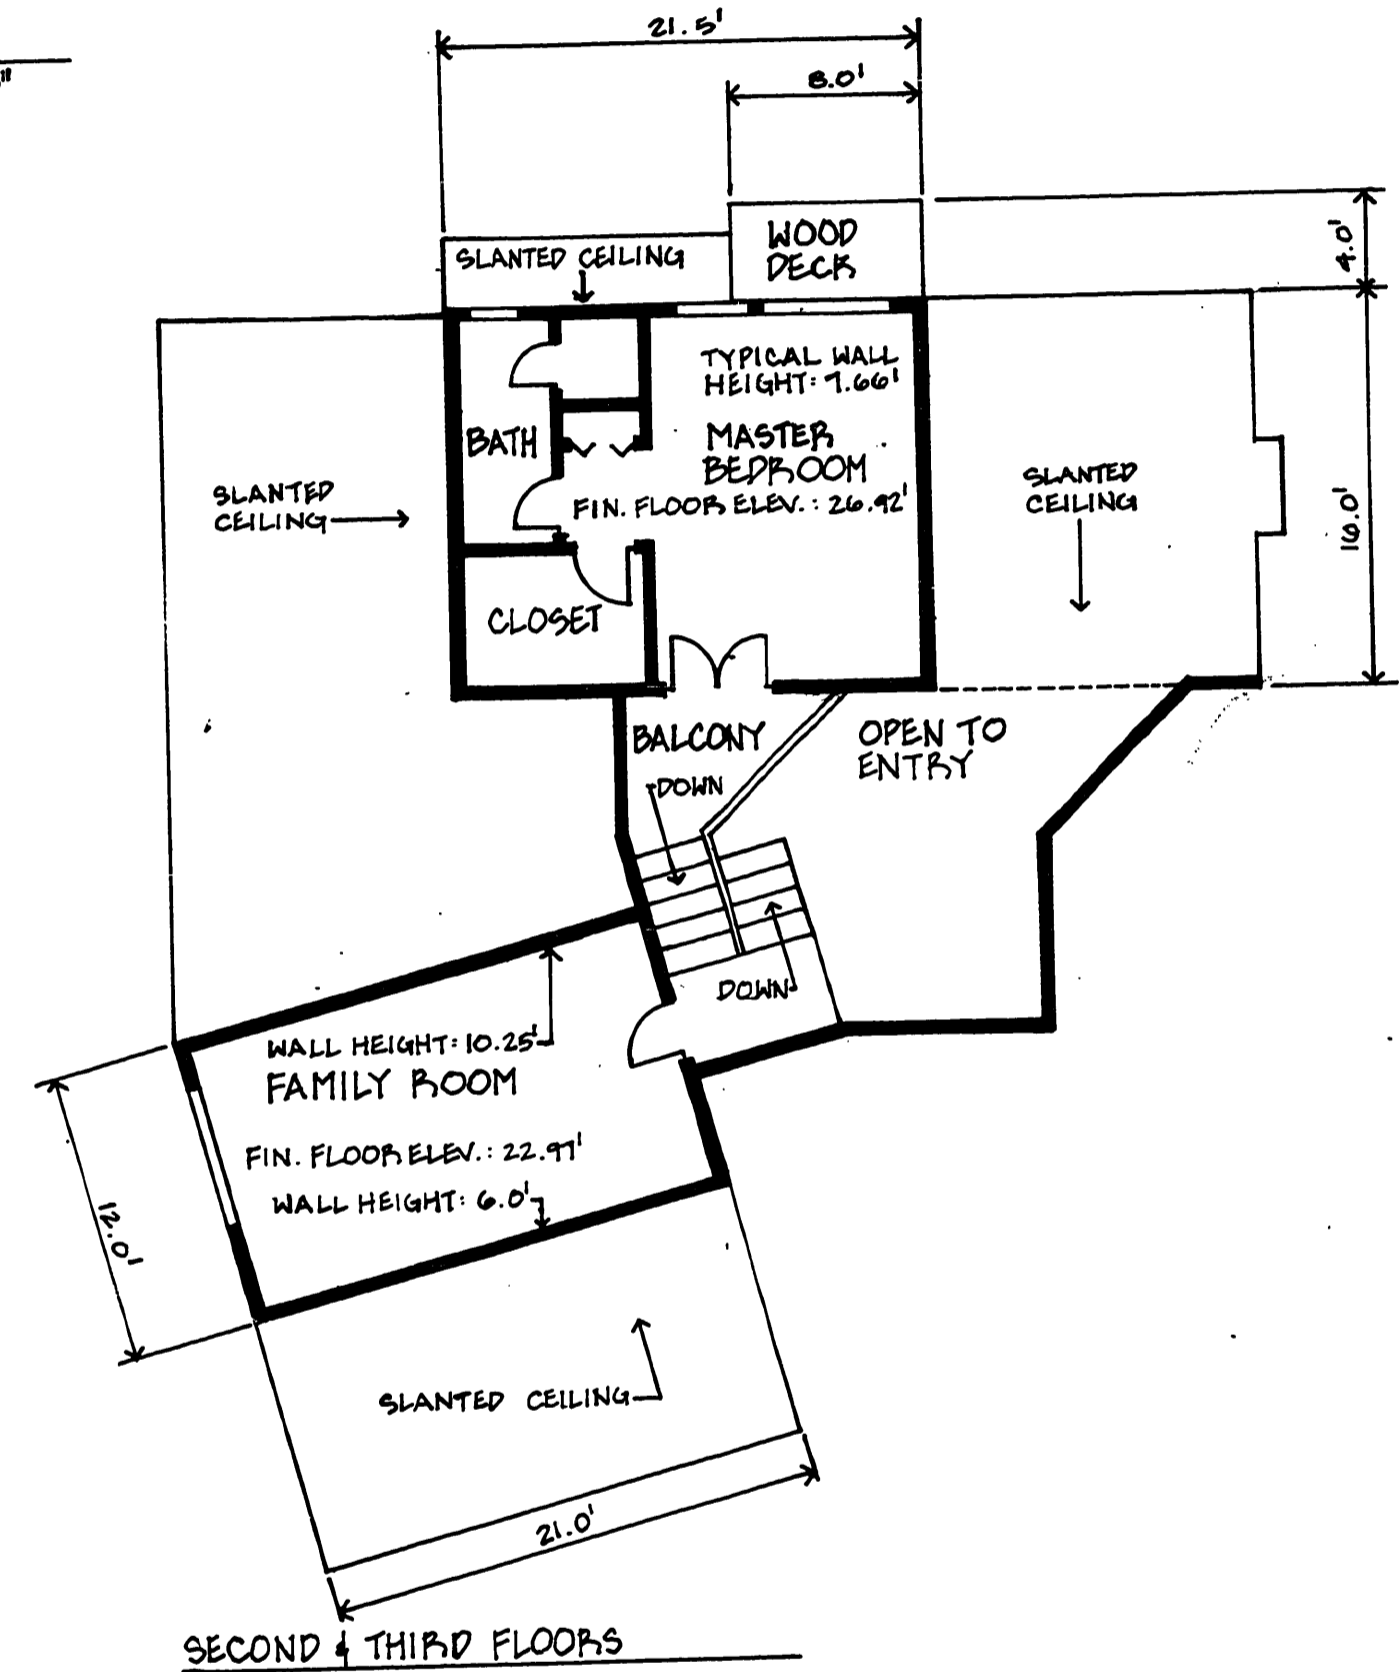 21.5'
8.0'
WOOD
DECK
4.0'
SLANTED CEILING
TYPICAL WALL
HEIGHT: 7.66'
BATH
MASTER
BEDROOM
FIN. FLOOR ELEV.: 26.92'
SLANTED
CEILING
SLANTED
CEILING
16.0'
CLOSET
BALCONY
OPEN TO
ENTRY
DOWN
DOWN
WALL HEIGHT: 10.25'
FAMILY ROOM
FIN. FLOOR ELEV.: 22.97'
WALL HEIGHT: 6.0'
12.0'
SLANTED CEILING
21.0'
SECOND & THIRD FLOORS